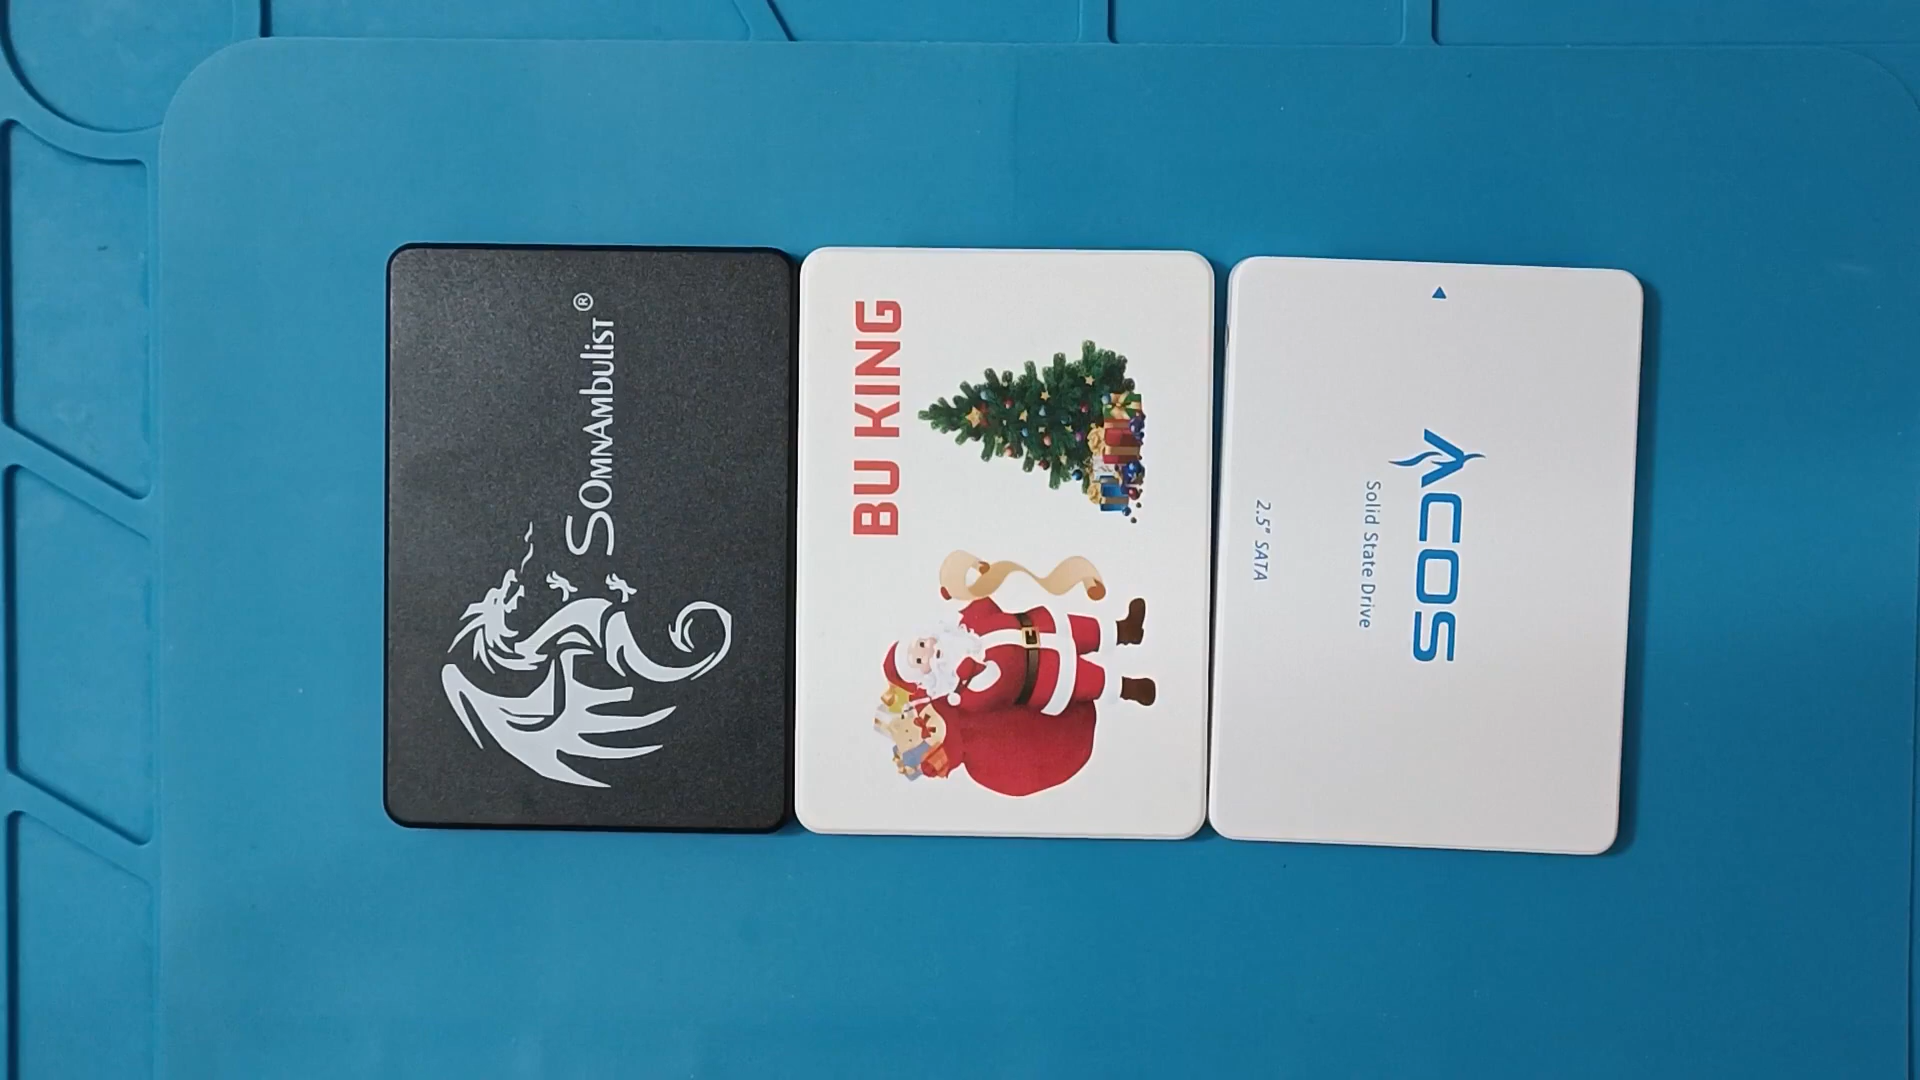 SOMNAMbuliST®
BU KING
ACOS
Solid State Drive
2.5" SATA